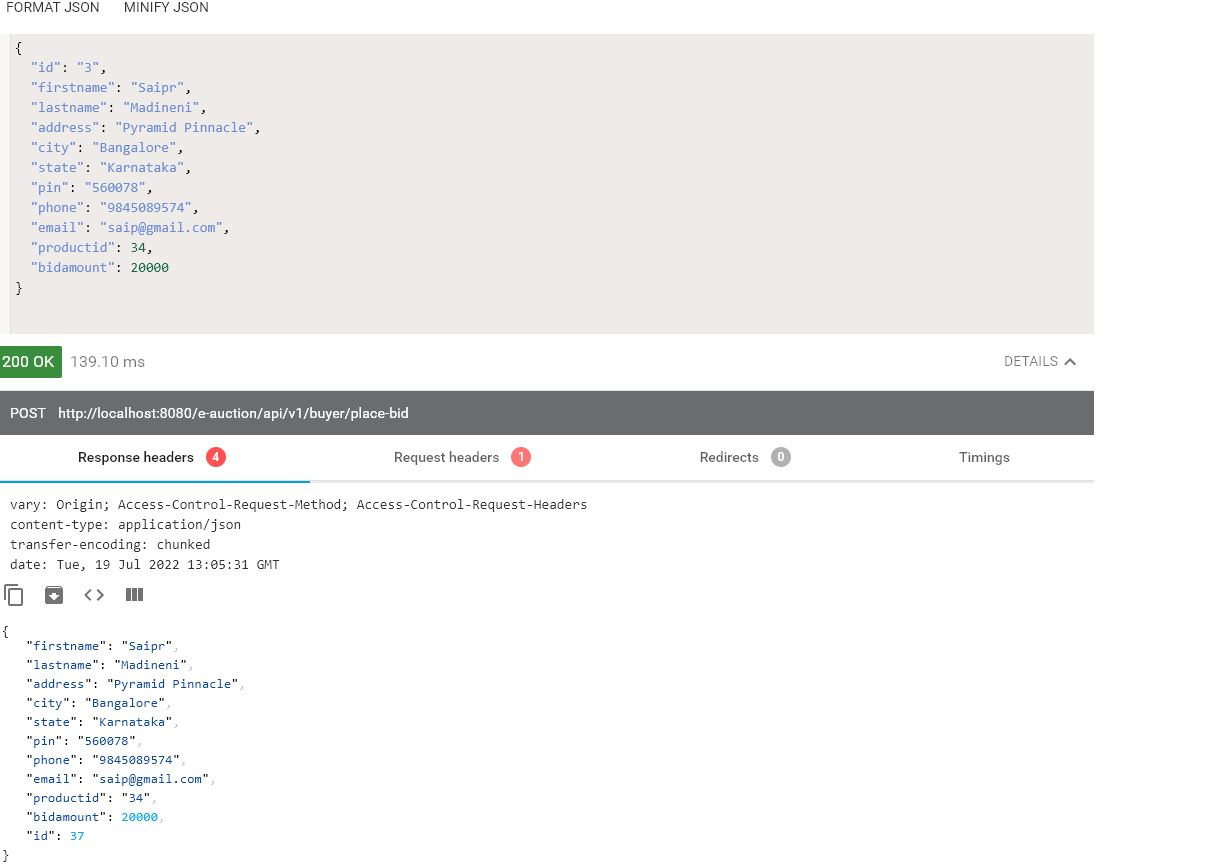 FORMAT JSON MINIFY JSON
{
"id": "3",
"firstname": "Saipr",
"lastname": "Madineni",
"address": "Pyramid Pinnacle",
"city": "Bangalore",
"state": "Karnataka",
"pin": "560078",
"phone": "9845089574",
"email": "saip@gmail.com",
"productid": 34,
"bidamount": 20000
}
200 OK 139.10 ms DETAILS
POST http://localhost:8080/e-auction/api/v1/buyer/place-bid
Response headers 4 Request headers 1 Redirects 0 Timings
vary: Origin; Access-Control-Request-Method; Access-Control-Request-Headers
content-type: application/json
transfer-encoding: chunked
date: Tue, 19 Jul 2022 13:05:31 GMT
{
"firstname": "Saipr",
"lastname": "Madineni",
"address": "Pyramid Pinnacle",
"city": "Bangalore",
"state": "Karnataka",
"pin": "560078",
"phone": "9845089574",
"email": "saip@gmail.com",
"productid": "34",
"bidamount": 20000,
"id": 37
}